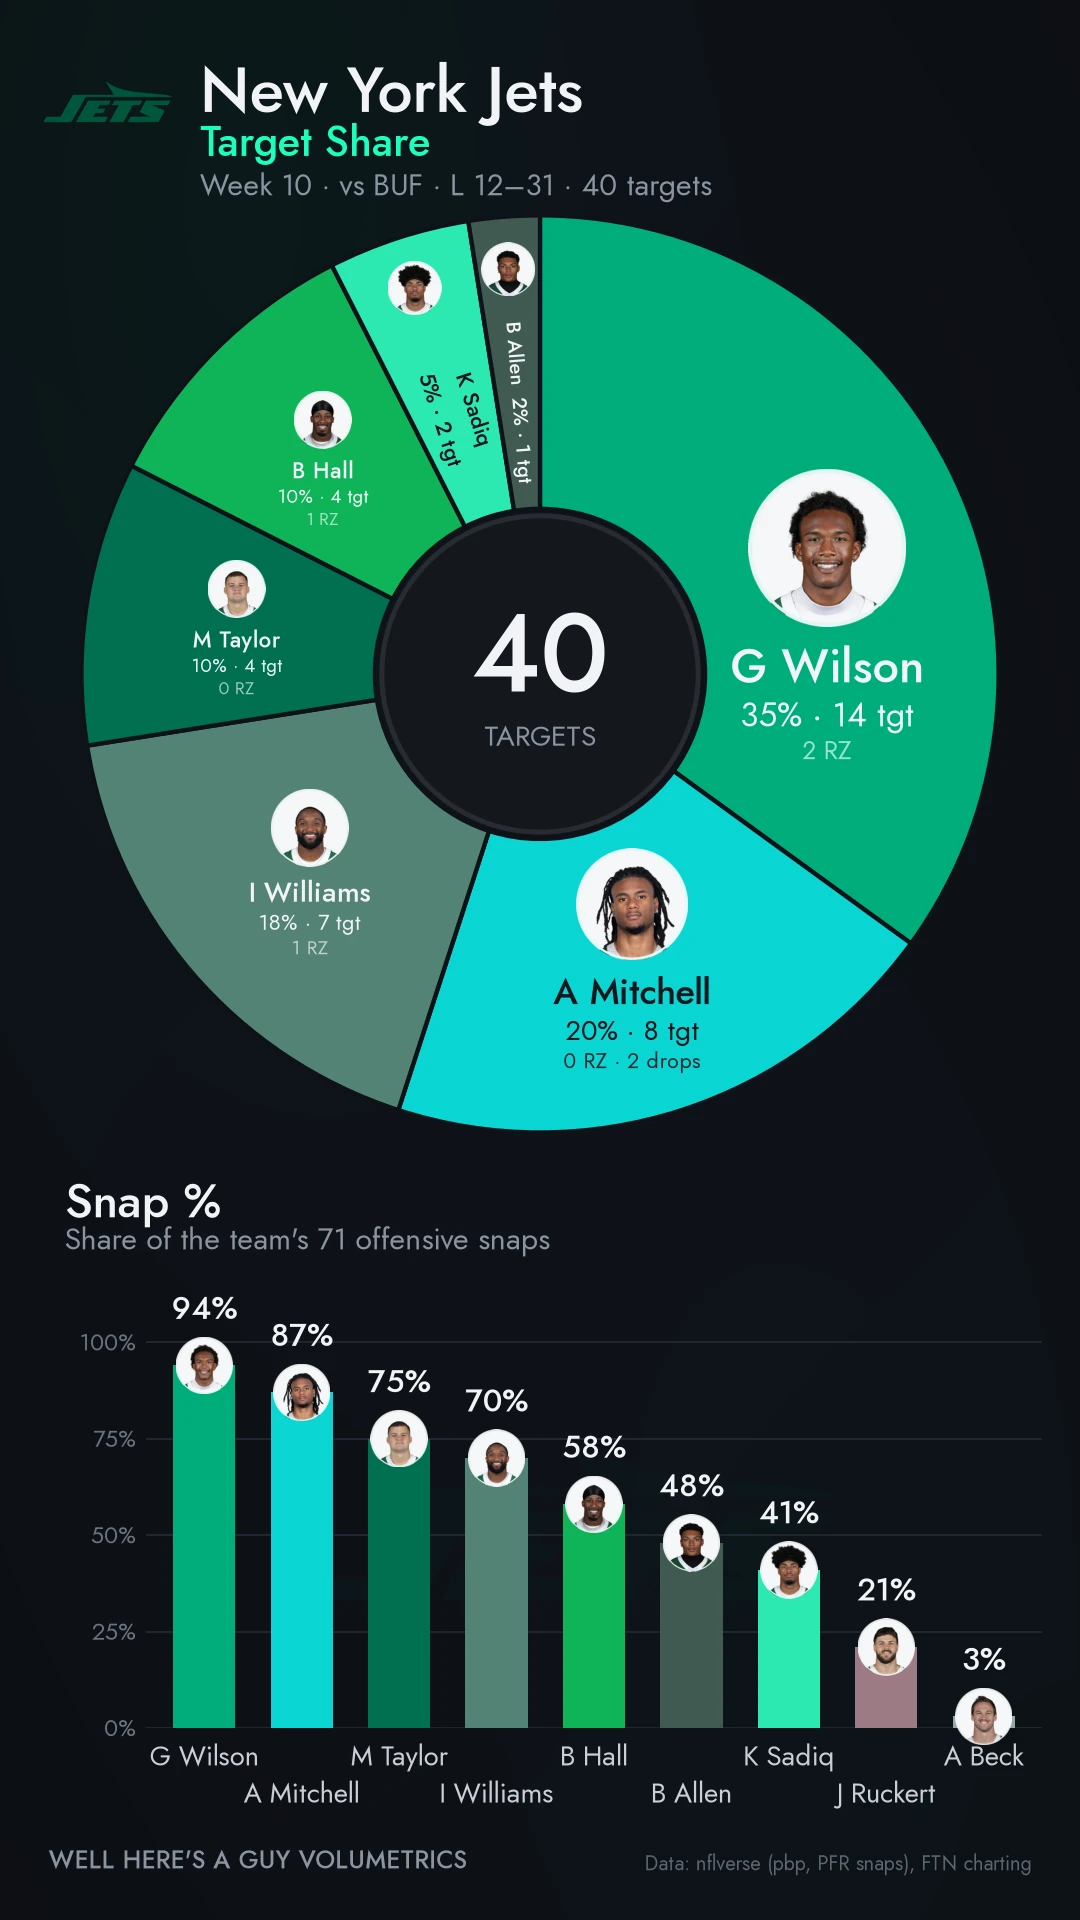 JETS
New York Jets
Target Share
Week 10 · vs BUF · L 12–31 · 40 targets
B Allen 2% · 1 tgt
K Sadiq
5% · 2 tgt
B Hall
10% · 4 tgt
1 RZ
M Taylor
10% · 4 tgt
0 RZ
40
TARGETS
G Wilson
35% · 14 tgt
2 RZ
I Williams
18% · 7 tgt
1 RZ
A Mitchell
20% · 8 tgt
0 RZ · 2 drops
Snap %
Share of the team's 71 offensive snaps
94%
87%
75%
70%
58%
48%
41%
21%
3%
100%
75%
50%
25%
0%
G Wilson
A Mitchell
M Taylor
I Williams
B Hall
B Allen
K Sadiq
J Ruckert
A Beck
WELL HERE'S A GUY VOLUMETRICS
Data: nflverse (pbp, PFR snaps), FTN charting